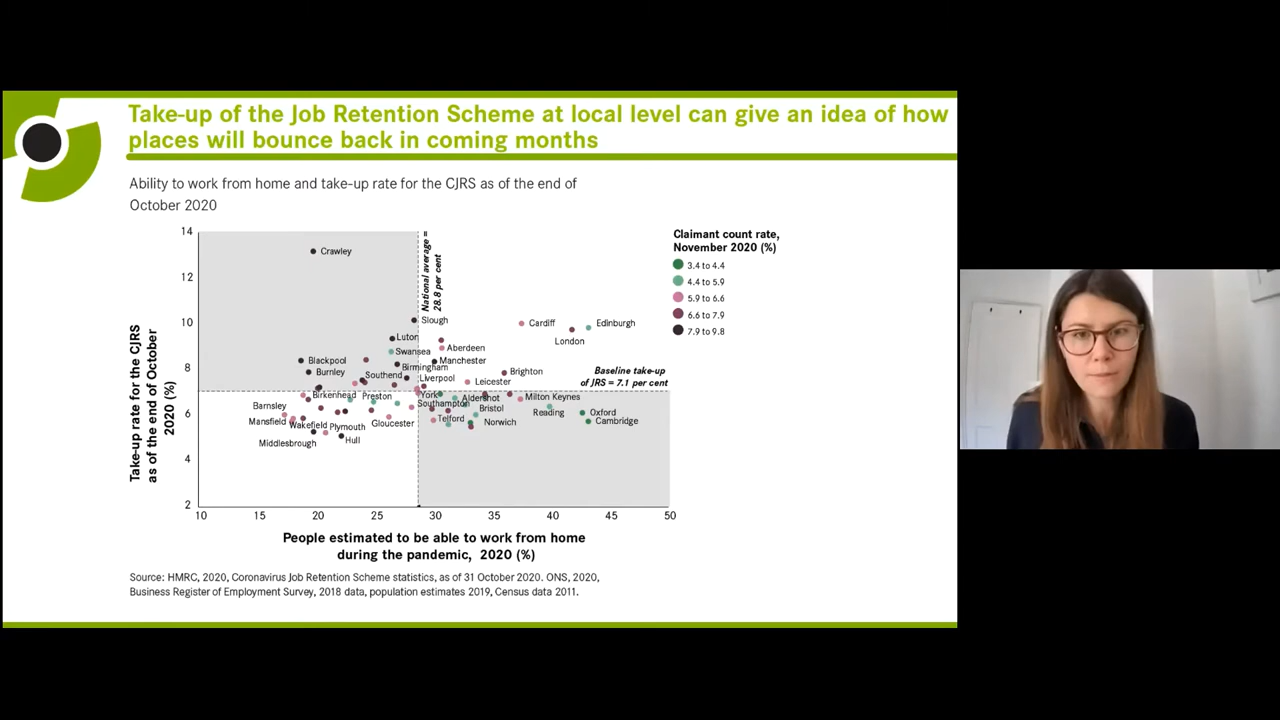 Take-up of the Job Retention Scheme at local level can give an idea of how
places will bounce back in coming months
Ability to work from home and take-up rate for the CJRS as of the end of
October 2020
Take-up rate for the CJRS
as of the end of October
2020 (%)
14
12
10
8
6
4
2
Crawley
National average =
28.8 per cent
Slough
Luton
Swansea
Blackpool
Burnley
Birmingham
Southend
Birkenhead
Preston
Barnsley
Mansfield
Wakefield
Plymouth
Gloucester
Middlesbrough
Hull
Cardiff
Edinburgh
London
Aberdeen
Manchester
Liverpool
Leicester
Brighton
Baseline take-up
of JRS = 7.1 per cent
York
Aldershot
Milton Keynes
Southampton
Bristol
Reading
Oxford
Telford
Norwich
Cambridge
10
15
20
25
30
35
40
45
50
People estimated to be able to work from home
during the pandemic, 2020 (%)
Claimant count rate,
November 2020 (%)
3.4 to 4.4
4.4 to 5.9
5.9 to 6.6
6.6 to 7.9
7.9 to 9.8
Source: HMRC, 2020, Coronavirus Job Retention Scheme statistics, as of 31 October 2020. ONS, 2020,
Business Register of Employment Survey, 2018 data, population estimates 2019, Census data 2011.